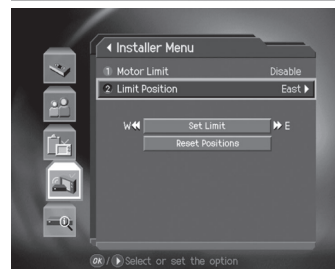 Installer Menu
1 Motor Limit Disable
2 Limit Position East
W Set Limit E
Reset Positions
OK / Select or set the option